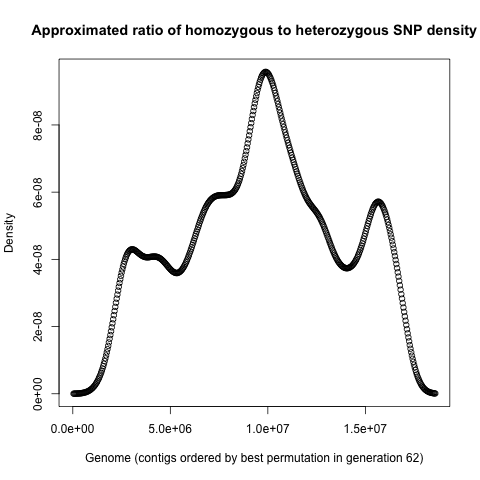 Approximated ratio of homozygous to heterozygous SNP density
Density
8e-08
6e-08
4e-08
2e-08
0e+00
0.0e+00 5.0e+06 1.0e+07 1.5e+07
Genome (contigs ordered by best permutation in generation 62)